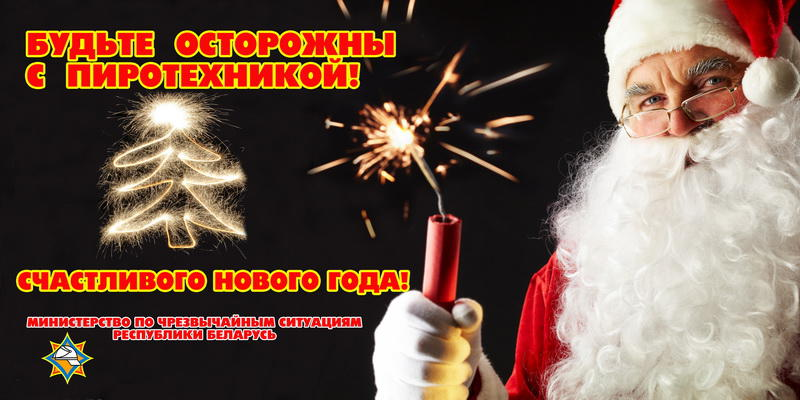 БУДЬТЕ ОСТОРОЖНЫ
С ПИРОТЕХНИКОЙ!
СЧАСТЛИВОГО НОВОГО ГОДА!
МИНИСТЕРСТВО ПО ЧРЕЗВЫЧАЙНЫМ СИТУАЦИЯМ
РЕСПУБЛИКИ БЕЛАРУСЬ